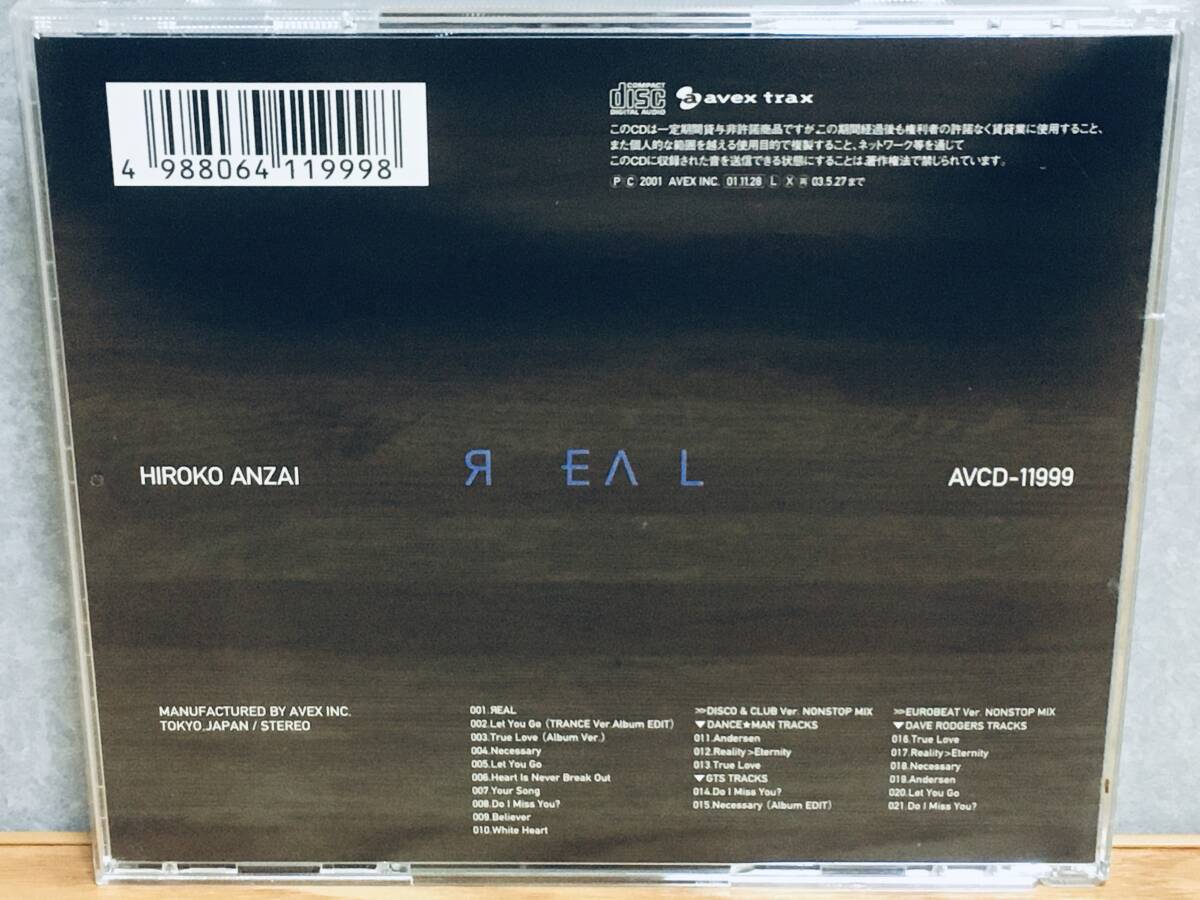 4 988064 119998
COMPACT
disc
DIGITAL AUDIO
a avex trax
このCDは一定期間貸与非許諾商品ですがこの期間経過後も権利者の許諾なく賃貸業に使用すること、
また個人的な範囲を越える使用目的で複製すること、ネットワーク等を通じて
このCDに収録された音を送信できる状態にすることは著作権法で禁じられています。
Ⓟ Ⓒ 2001 AVEX INC. 01.11.28 Ⓛ Ⓧ 再 03.5.27まで
HIROKO ANZAI
ЯEΛL
AVCD-11999
MANUFACTURED BY AVEX INC.
TOKYO.JAPAN / STEREO
001.ЯEAL
002.Let You Go (TRANCE Ver.Album EDIT)
003.True Love (Album Ver.)
004.Necessary
005.Let You Go
006.Heart Is Never Break Out
007.Your Song
008.Do I Miss You?
009.Believer
010.White Heart
>>DISCO & CLUB Ver. NONSTOP MIX
▼DANCE★MAN TRACKS
011.Andersen
012.Reality>Eternity
013.True Love
▼GTS TRACKS
014.Do I Miss You?
015.Necessary (Album EDIT)
>>EUROBEAT Ver. NONSTOP MIX
▼DAVE RODGERS TRACKS
016.True Love
017.Reality>Eternity
018.Necessary
019.Andersen
020.Let You Go
021.Do I Miss You?